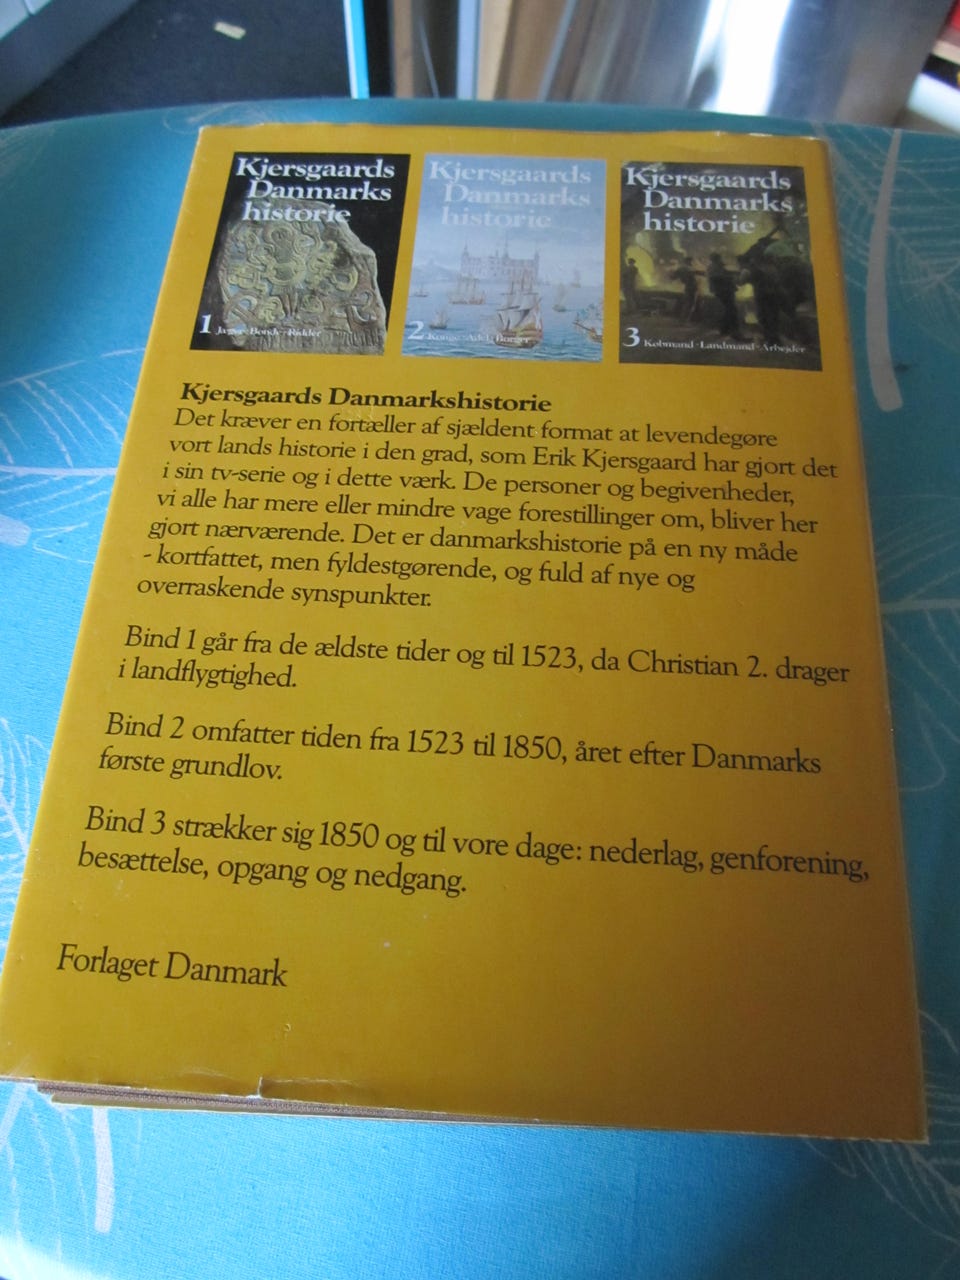 Kjersgaards
Danmarks
historie
1 Jæger · Bonde · Ridder
Kjersgaards
Danmarks
historie
2 Konge · Adel · Borger
Kjersgaards
Danmarks
historie
3 Købmand · Landmand · Arbejder
Kjersgaards Danmarkshistorie
Det kræver en fortæller af sjældent format at levendegøre
vort lands historie i den grad, som Erik Kjersgaard har gjort det
i sin tv-serie og i dette værk. De personer og begivenheder,
vi alle har mere eller mindre vage forestillinger om, bliver her
gjort nærværende. Det er danmarkshistorie på en ny måde
- kortfattet, men fyldestgørende, og fuld af nye og
overraskende synspunkter.
Bind 1 går fra de ældste tider og til 1523, da Christian 2. drager
i landflygtighed.
Bind 2 omfatter tiden fra 1523 til 1850, året efter Danmarks
første grundlov.
Bind 3 strækker sig 1850 og til vore dage: nederlag, genforening,
besættelse, opgang og nedgang.
Forlaget Danmark